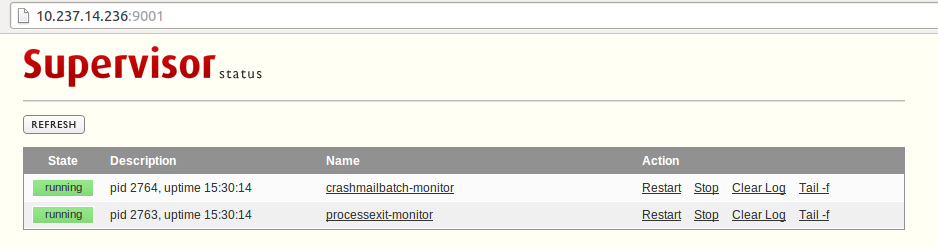 10.237.14.236:9001
Supervisor status
REFRESH
State Description Name Action
running pid 2764, uptime 15:30:14 crashmailbatch-monitor Restart Stop Clear Log Tail -f
running pid 2763, uptime 15:30:14 processexit-monitor Restart Stop Clear Log Tail -f